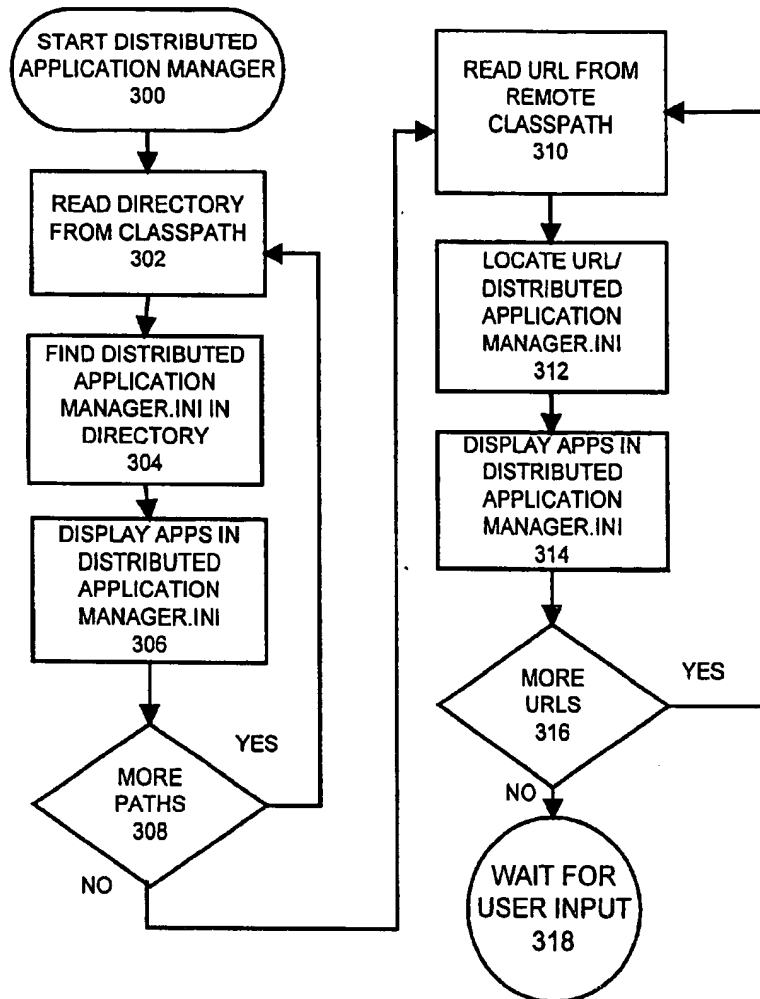 START DISTRIBUTED
APPLICATION MANAGER
300
READ DIRECTORY
FROM CLASSPATH
302
FIND DISTRIBUTED
APPLICATION
MANAGER.INI IN
DIRECTORY
304
DISPLAY APPS IN
DISTRIBUTED
APPLICATION
MANAGER.INI
306
MORE
PATHS
308
YES
NO
READ URL FROM
REMOTE
CLASSPATH
310
LOCATE URL/
DISTRIBUTED
APPLICATION
MANAGER.INI
312
DISPLAY APPS IN
DISTRIBUTED
APPLICATION
MANAGER.INI
314
MORE
URLS
316
YES
NO
WAIT FOR
USER INPUT
318